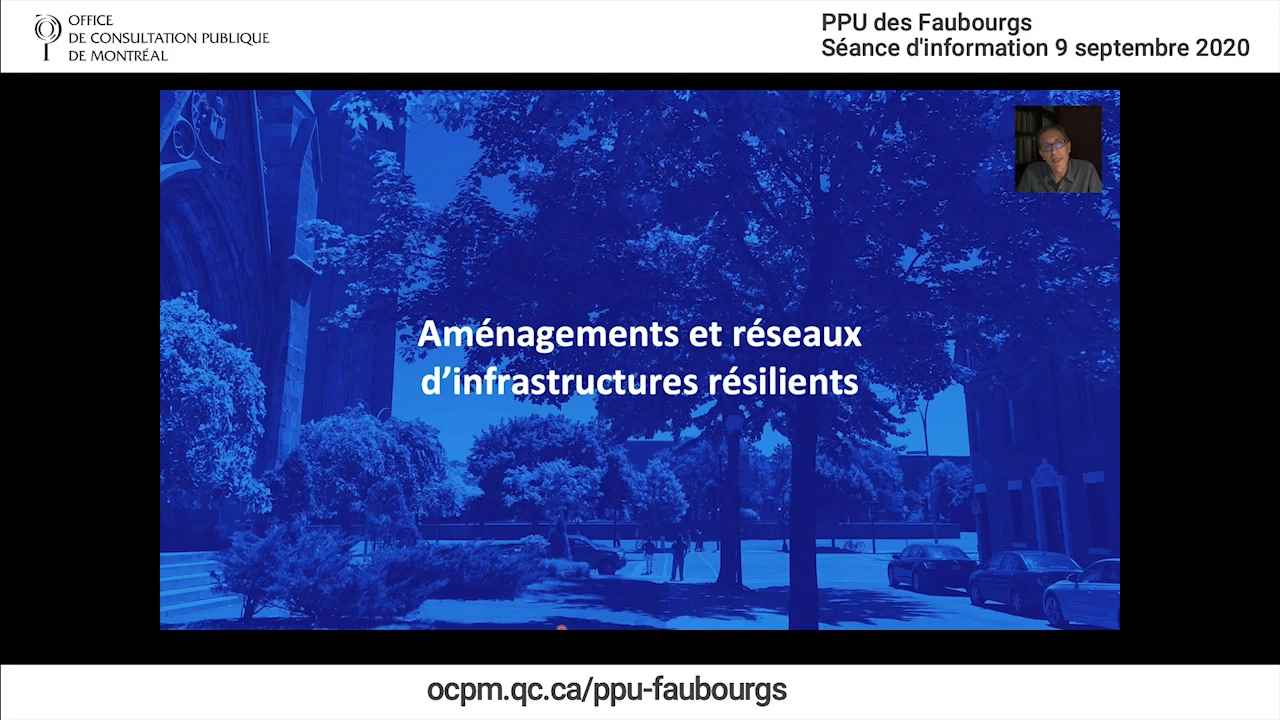 OFFICE
DE CONSULTATION PUBLIQUE
DE MONTRÉAL
PPU des Faubourgs
Séance d'information 9 septembre 2020
Aménagements et réseaux
d’infrastructures résilients
ocpm.qc.ca/ppu-faubourgs